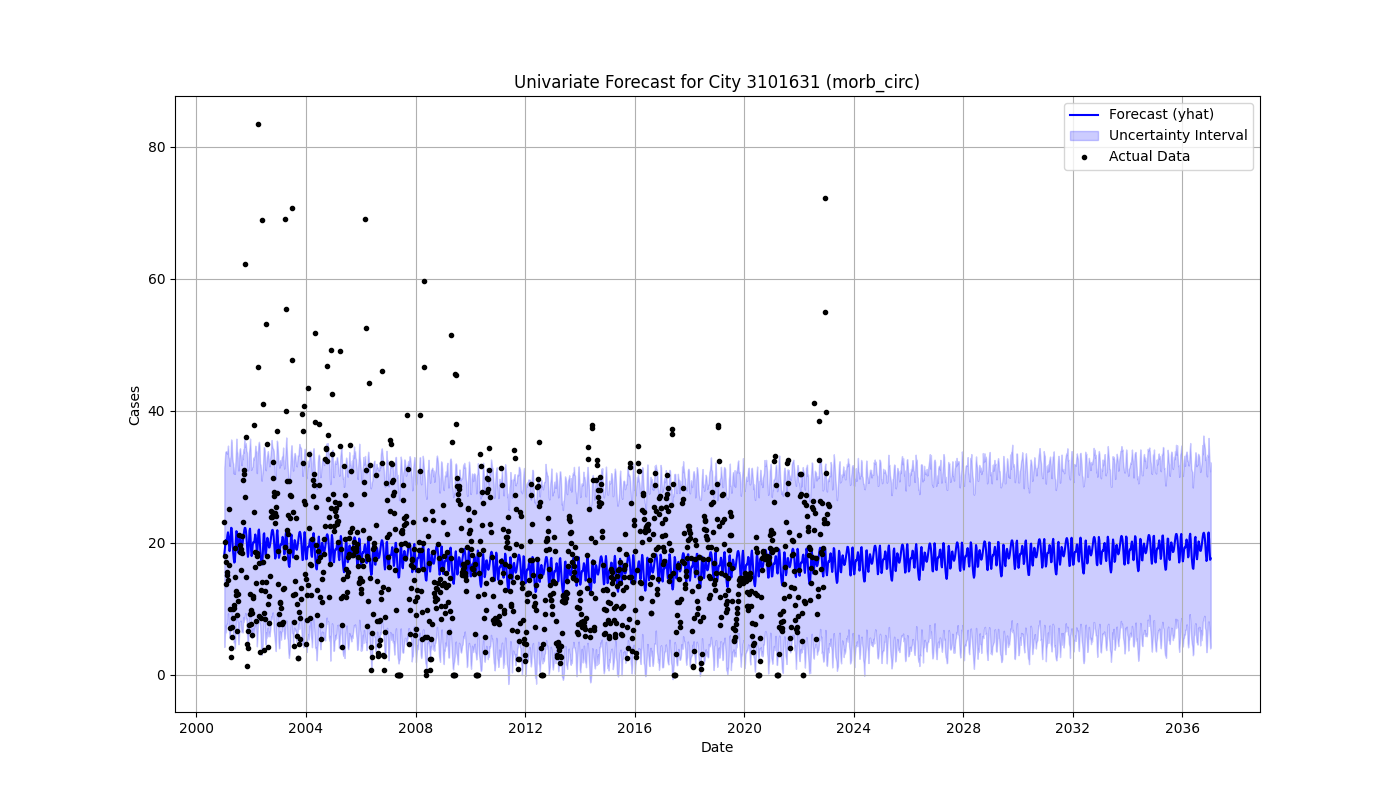 Univariate Forecast for City 3101631 (morb_circ)
Forecast (yhat)
Uncertainty Interval
Actual Data
Cases
80
60
40
20
0
2000 2004 2008 2012 2016 2020 2024 2028 2032 2036
Date